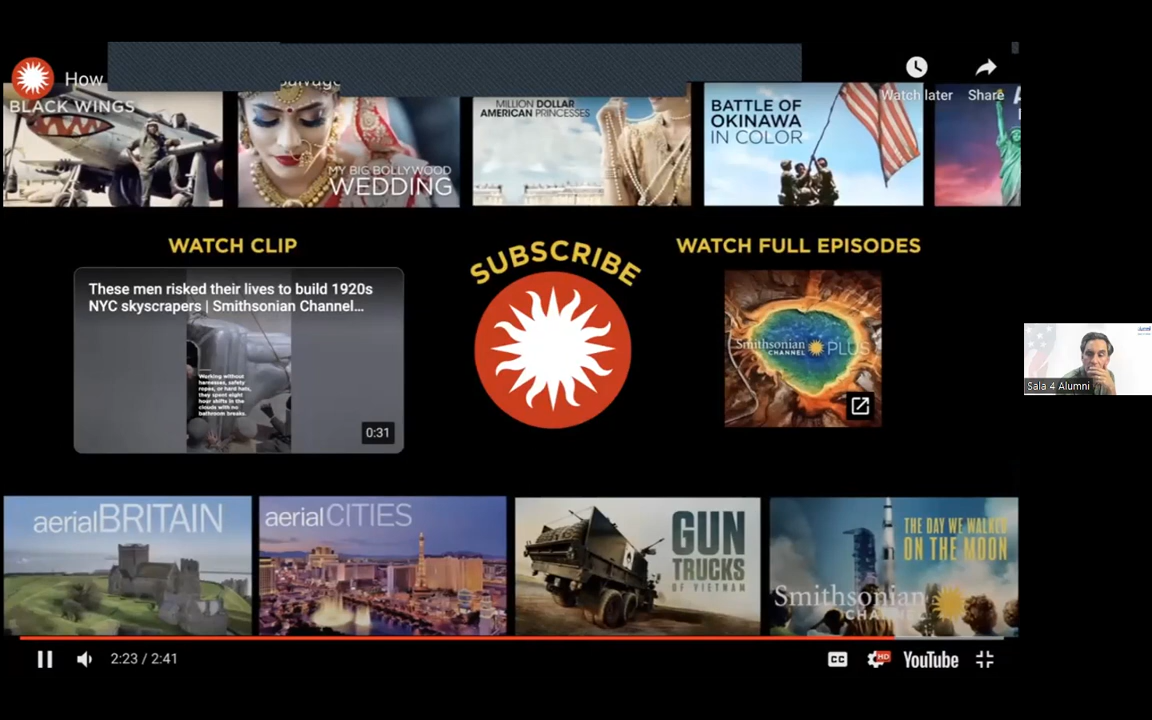 How
Watch later Share
BLACK WINGS
MILLION DOLLAR
AMERICAN PRINCESSES
MY BIG BOLLYWOOD
WEDDING
BATTLE OF
OKINAWA
IN COLOR
WATCH CLIP
SUBSCRIBE
WATCH FULL EPISODES
These men risked their lives to build 1920s
NYC skyscrapers | Smithsonian Channel...
Working without
harnesses, safety
ropes, or hard hats,
they spent eight
hour shifts in the
clouds with no
bathroom breaks.
0:31
Smithsonian
CHANNEL PLUS
Sala 4 Alumni
aerialBRITAIN
aerialCITIES
GUN
TRUCKS
OF VIETNAM
THE DAY WE WALKED
ON THE MOON
Smithsonian
CHANNEL
2:23 / 2:41
CC
HD
YouTube